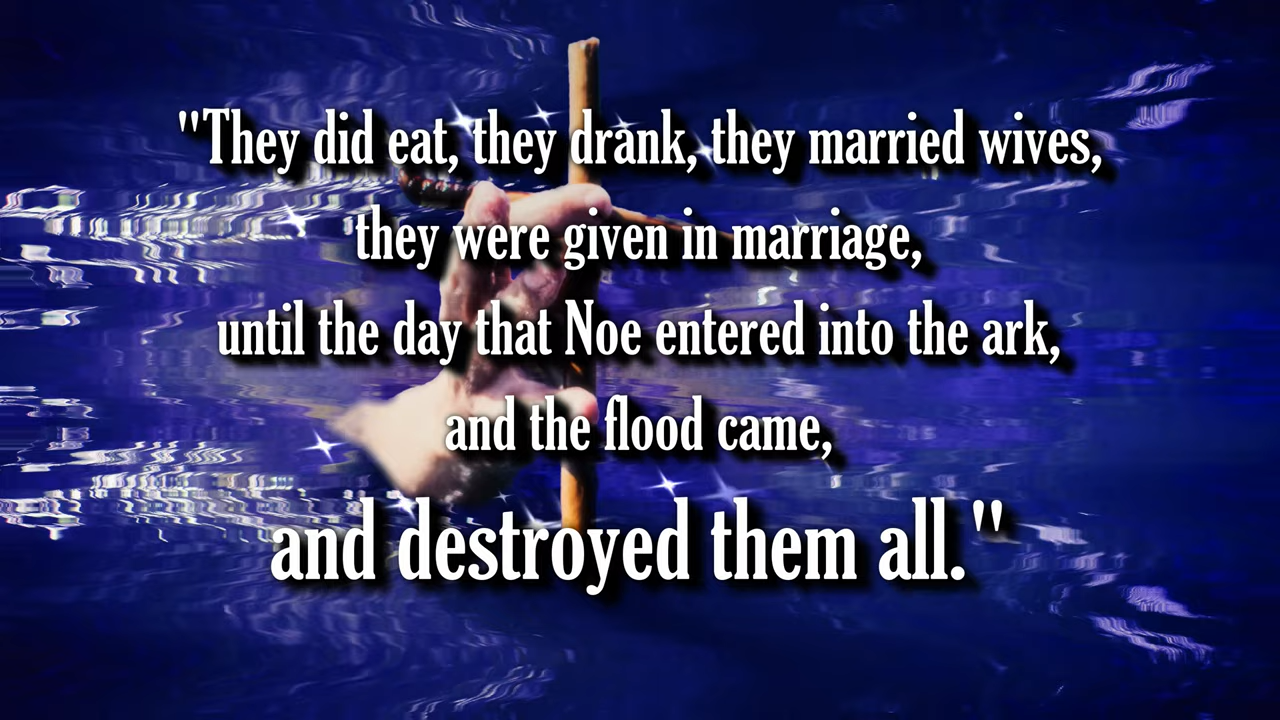 "They did eat, they drank, they married wives,
they were given in marriage,
until the day that Noe entered into the ark,
and the flood came,
and destroyed them all."